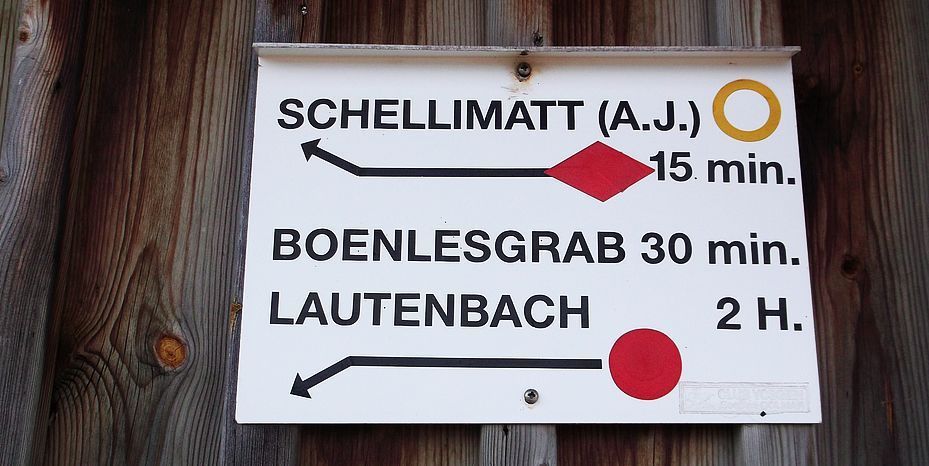 SCHELLIMATT (A.J.)
15 min.
BOENLESGRAB 30 min.
LAUTENBACH 2 H.